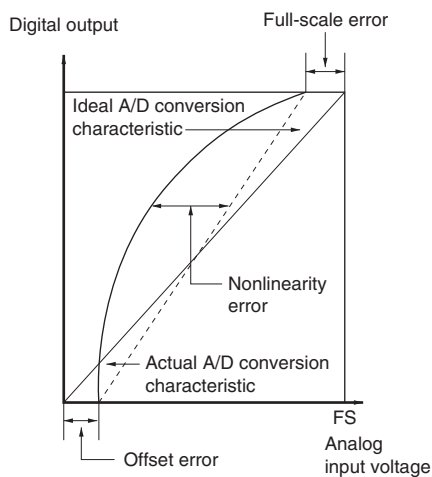 Full-scale error
Digital output
Ideal A/D conversion
characteristic
Nonlinearity
error
Actual A/D conversion
characteristic
FS
Analog
input voltage
Offset error